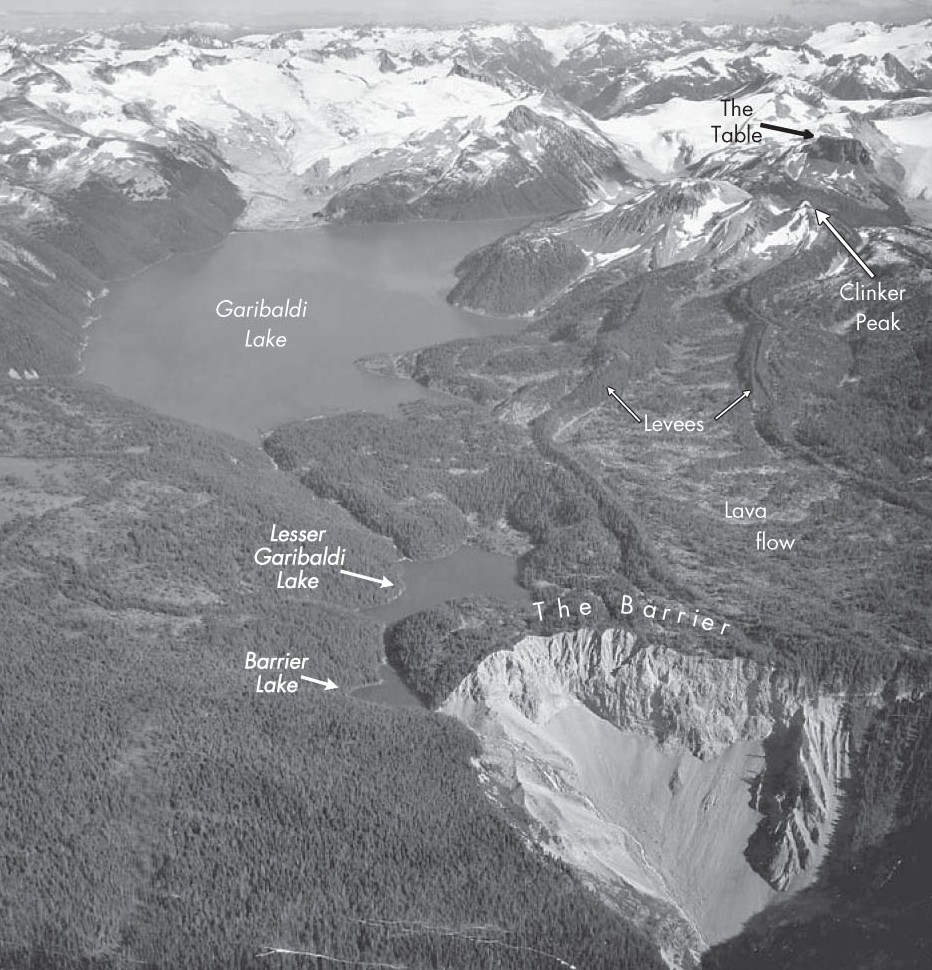 The
Table
Clinker
Peak
Garibaldi
Lake
Levees
Lava
flow
Lesser
Garibaldi
Lake
The Barrier
Barrier
Lake